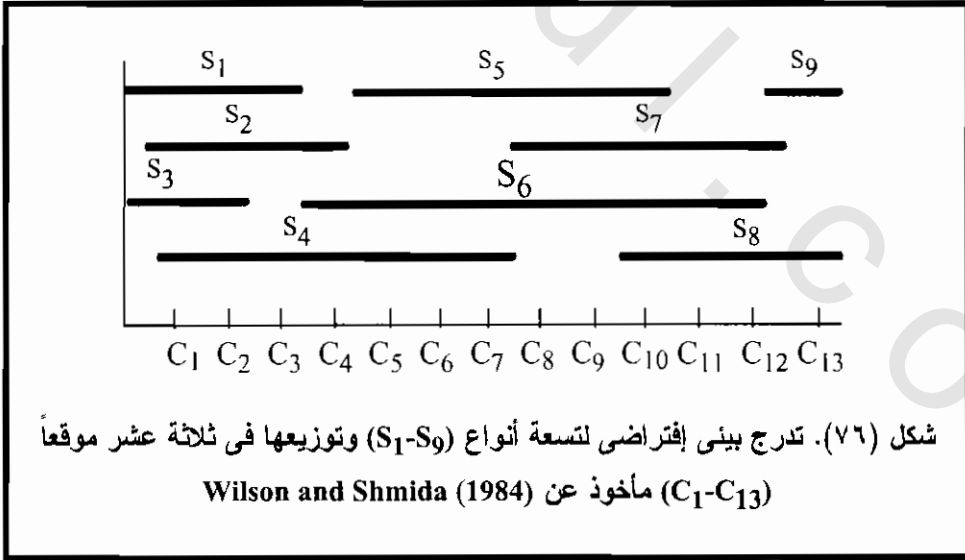 S₁ S₅ S₉
S₂ S₇
S₃ S₆
S₄ S₈
C₁ C₂ C₃ C₄ C₅ C₆ C₇ C₈ C₉ C₁₀ C₁₁ C₁₂ C₁₃
شكل (٧٦). تدرج بيئى إفتراضى لتسعة أنواع (S₁-S₉) وتوزيعها فى ثلاثة عشر موقعاً
(C₁-C₁₃) مأخوذ عن Wilson and Shmida (1984)